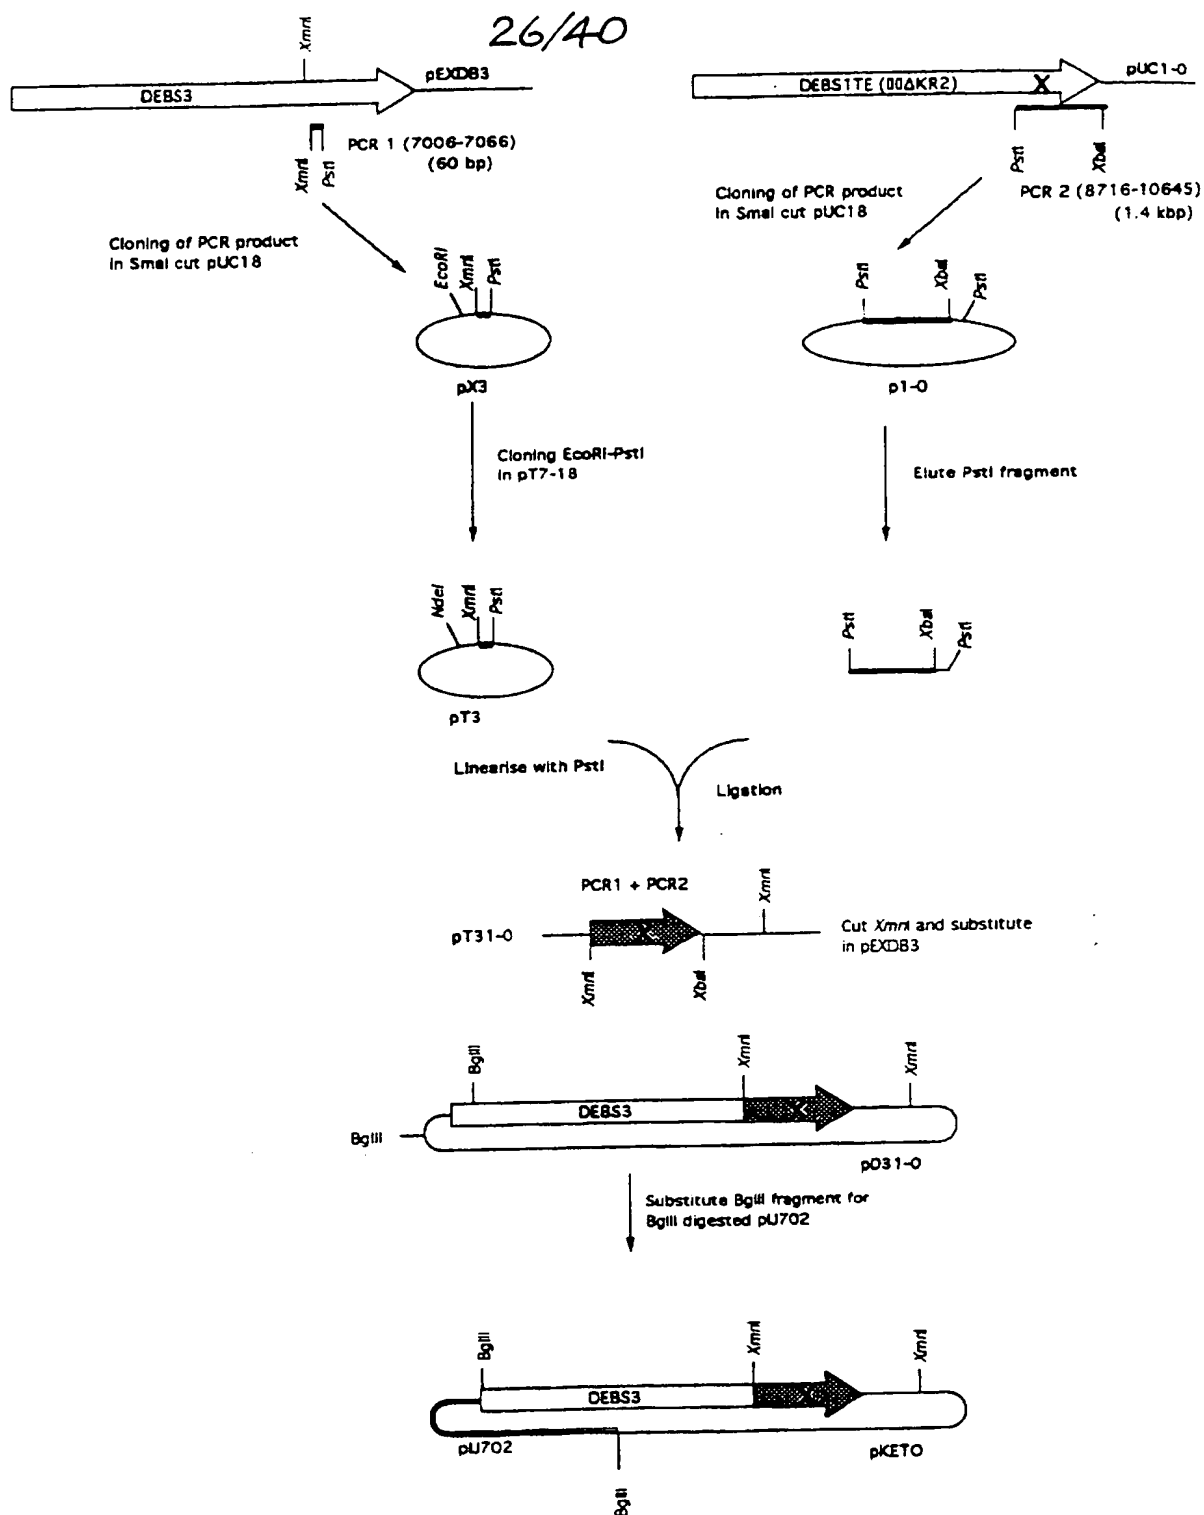 26/40
XmnI
pEXDB3
DEBS3
PCR 1 (7006-7066)
(60 bp)
XmnI
PstI
Cloning of PCR product
in SmaI cut pUC18
pUC1-0
DEBS1TE (▯▯ΔKR2)
X
PstI
XbaI
PCR 2 (8716-10645)
(1.4 kbp)
Cloning of PCR product
in SmaI cut pUC18
EcoRI
XmnI
PstI
pX3
PstI
XbaI
PstI
p1-0
Cloning EcoRI-PstI
in pT7-18
Elute PstI fragment
NdeI
XmnI
PstI
pT3
PstI
XbaI
PstI
Linearise with PstI
Ligation
PCR1 + PCR2
XmnI
pT31-0
X
XmnI
XbaI
Cut XmnI and substitute
in pEXDB3
BglII
XmnI
XmnI
DEBS3
X
BglII
pD31-0
Substitute BglII fragment for
BglII digested pIJ702
BglII
XmnI
XmnI
DEBS3
X
pIJ702
pKETO
BglII